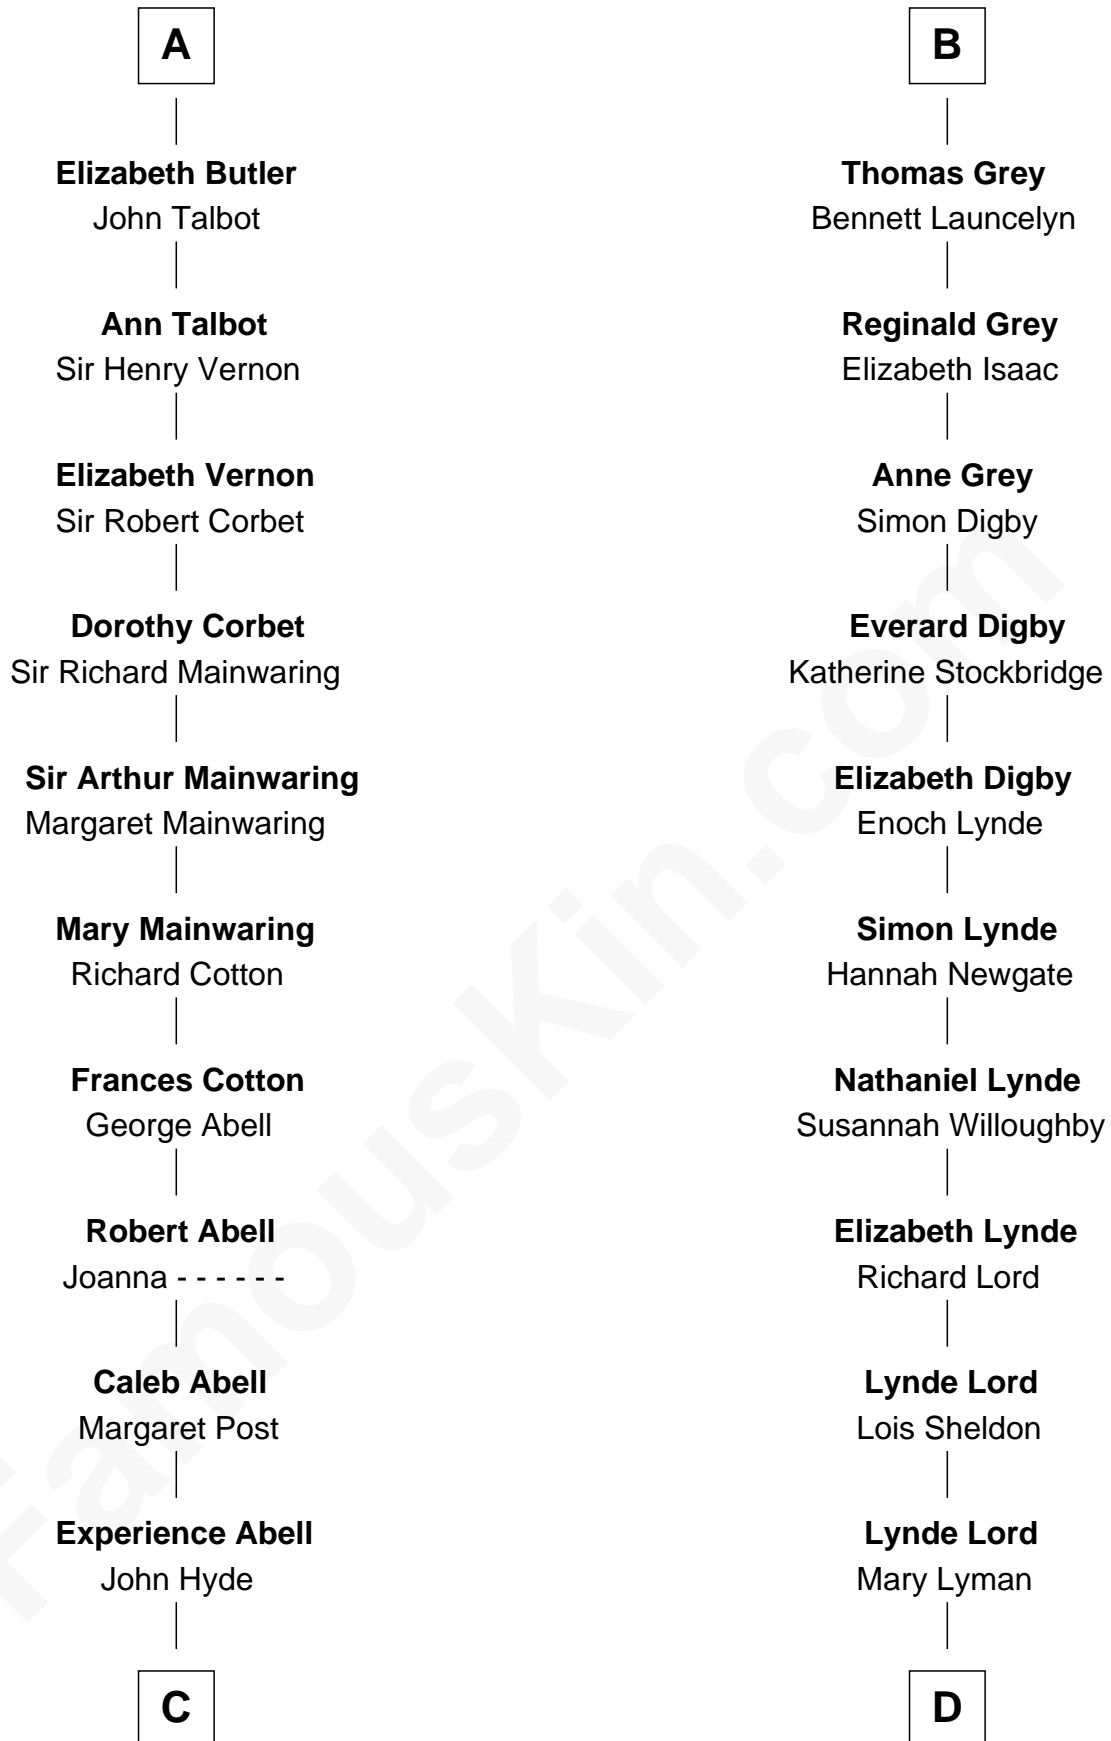 A
Elizabeth Butler
John Talbot
Ann Talbot
Sir Henry Vernon
Elizabeth Vernon
Sir Robert Corbet
Dorothy Corbet
Sir Richard Mainwaring
Sir Arthur Mainwaring
Margaret Mainwaring
Mary Mainwaring
Richard Cotton
Frances Cotton
George Abell
Robert Abell
Joanna - - - - - -
Caleb Abell
Margaret Post
Experience Abell
John Hyde
C
B
Thomas Grey
Bennett Launcelyn
Reginald Grey
Elizabeth Isaac
Anne Grey
Simon Digby
Everard Digby
Katherine Stockbridge
Elizabeth Digby
Enoch Lynde
Simon Lynde
Hannah Newgate
Nathaniel Lynde
Susannah Willoughby
Elizabeth Lynde
Richard Lord
Lynde Lord
Lois Sheldon
Lynde Lord
Mary Lyman
D
FamousKin.com